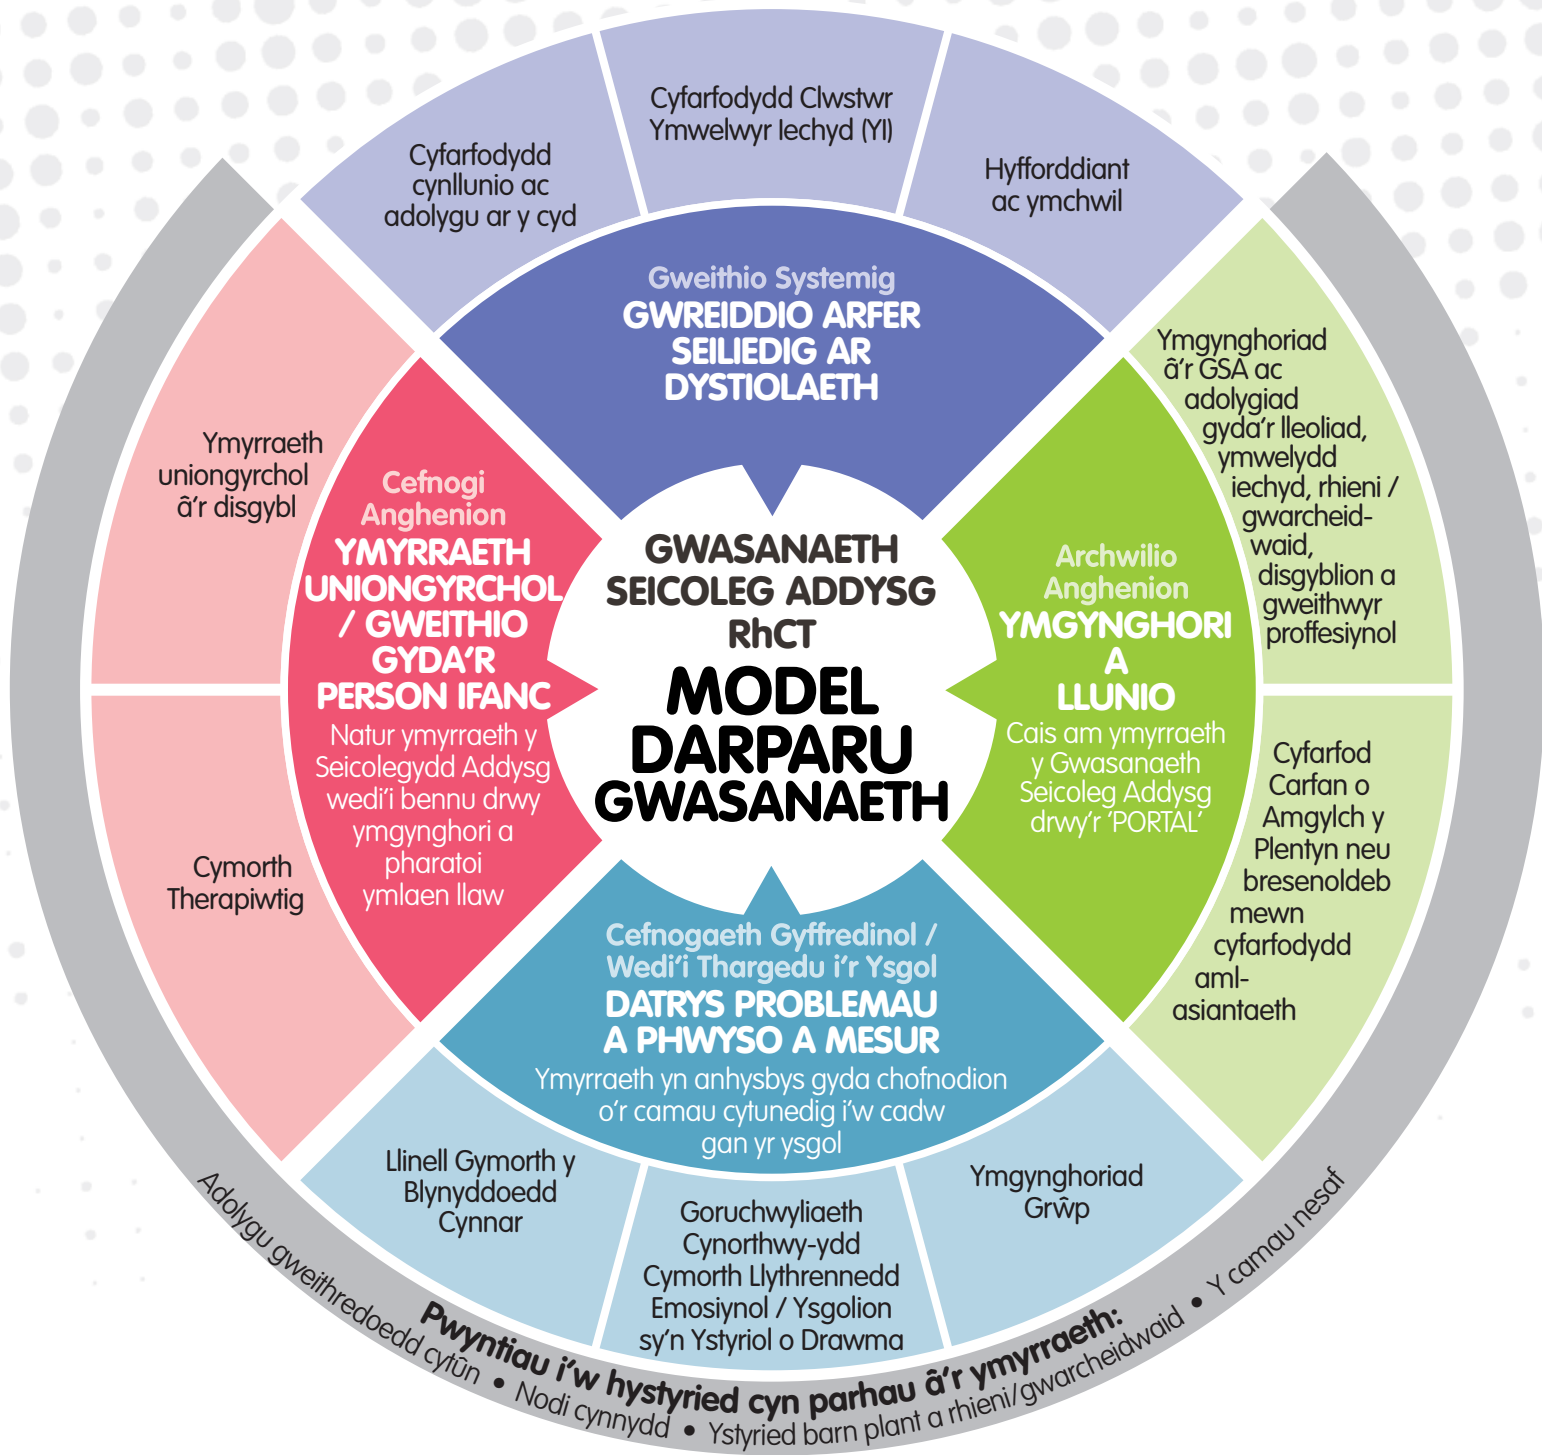 Cyfarfodydd
cynllunio ac
adolygu ar y cyd
Cyfarfodydd Clwstwr
Ymwelwyr Iechyd (YI)
Hyfforddiant
ac ymchwil
Gweithio Systemig
GWREIDDIO ARFER
SEILIEDIG AR
DYSTIOLAETH
Ymyrraeth
uniongyrchol
â'r disgybl
Cymorth
Therapiwtig
Cefnogi
Anghenion
YMYRRAETH
UNIONGYRCHOL
/ GWEITHIO
GYDA'R
PERSON IFANC
Natur ymyrraeth y
Seicolegydd Addysg
wedi'i bennu drwy
ymgynghori a
pharatoi
ymlaen llaw
GWASANAETH
SEICOLEG ADDYSG
RhCT
MODEL
DARPARU
GWASANAETH
Archwilio
Anghenion
YMGYNGHORI
A
LLUNIO
Cais am ymyrraeth
y Gwasanaeth
Seicoleg Addysg
drwy'r 'PORTAL'
Ymgynghoriad
â'r GSA ac
adolygiad
gyda'r lleoliad,
ymwelydd
iechyd, rhieni /
gwarcheid-
waid,
disgyblion a
gweithwyr
proffesiynol
Cyfarfod
Carfan o
Amgylch y
Plentyn neu
bresenoldeb
mewn
cyfarfodydd
aml-
asiantaeth
Cefnogaeth Gyffredinol /
Wedi'i Thargedu i'r Ysgol
DATRYS PROBLEMAU
A PHWYSO A MESUR
Ymyrraeth yn anhysbys gyda chofnodion
o'r camau cytunedig i'w cadw
gan yr ysgol
Llinell Gymorth y
Blynyddoedd
Cynnar
Goruchwyliaeth
Cynorthwy-ydd
Cymorth Llythrennedd
Emosiynol / Ysgolion
sy'n Ystyriol o Drawma
Ymgynghoriad
Grŵp
Pwyntiau i'w hystyried cyn parhau â'r ymyrraeth:
Adolygu gweithredoedd cytûn • Nodi cynnydd • Ystyried barn plant a rhieni/gwarcheidwaid • Y camau nesaf